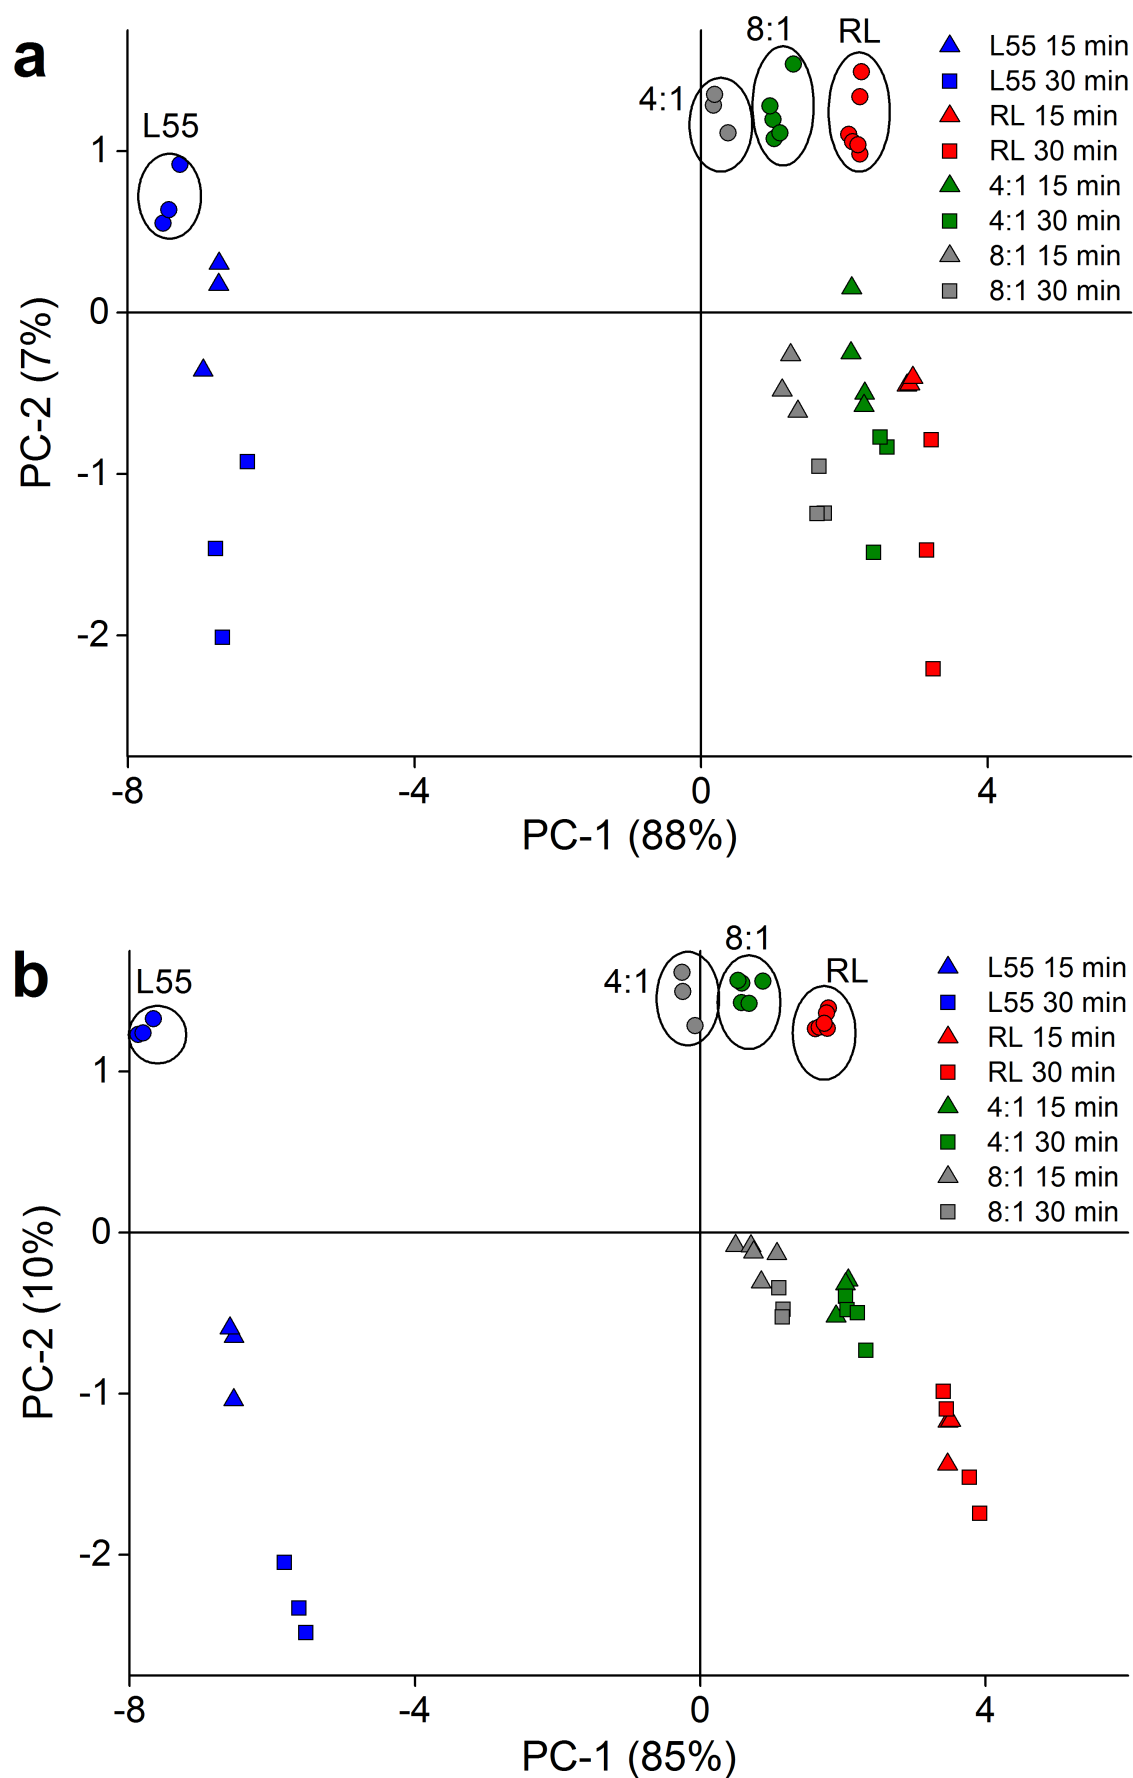 a
8:1
RL
4:1
L55
L55 15 min
L55 30 min
RL 15 min
RL 30 min
4:1 15 min
4:1 30 min
8:1 15 min
8:1 30 min
1
0
-1
-2
PC-2 (7%)
-8
-4
0
4
PC-1 (88%)
b
8:1
RL
4:1
L55
L55 15 min
L55 30 min
RL 15 min
RL 30 min
4:1 15 min
4:1 30 min
8:1 15 min
8:1 30 min
1
0
-1
-2
PC-2 (10%)
-8
-4
0
4
PC-1 (85%)